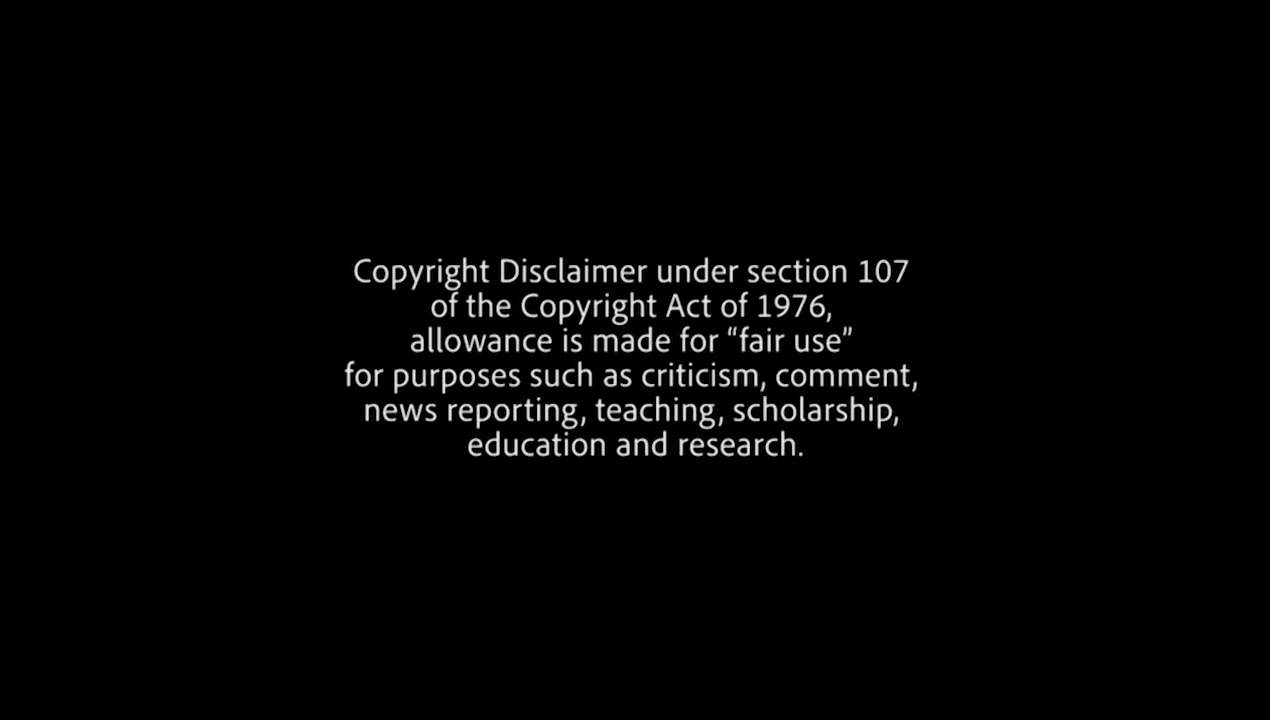 Copyright Disclaimer under section 107
of the Copyright Act of 1976,
allowance is made for “fair use”
for purposes such as criticism, comment,
news reporting, teaching, scholarship,
education and research.